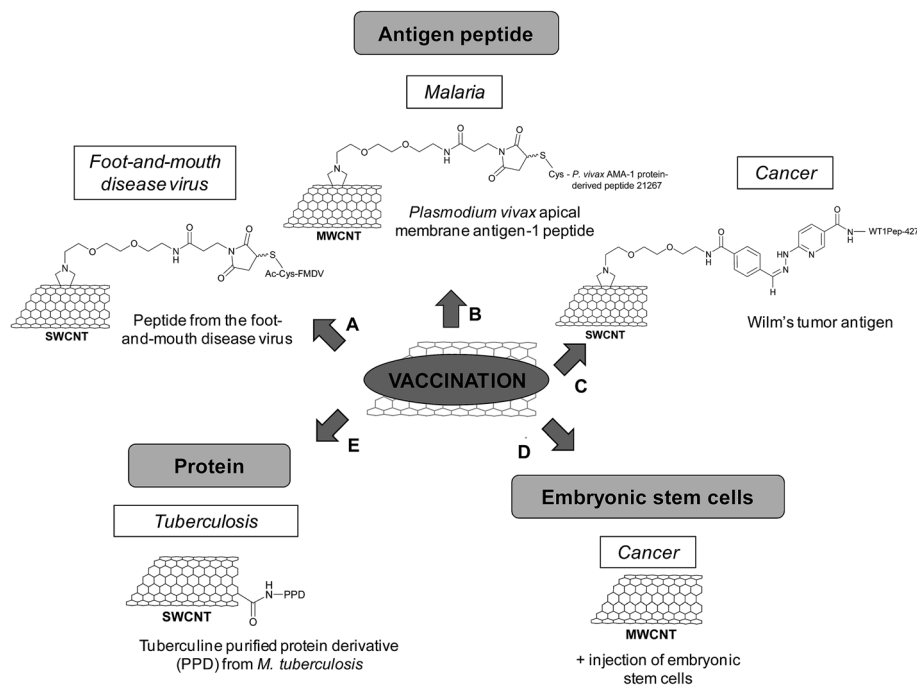 Antigen peptide
Malaria
O
O
O
N
H
O
N
O
O
S
N
Cys - P. vivax AMA-1 protein-
derived peptide 21267
MWCNT
Plasmodium vivax apical
membrane antigen-1 peptide
Foot-and-mouth
disease virus
O
O
O
N
H
O
N
O
O
S
N
Ac-Cys-FMDV
SWCNT
Peptide from the foot-
and-mouth disease virus
Cancer
O
N
H
WT1Pep-427
O
O
H
N
O
HN
N
N
H
N
SWCNT
Wilm's tumor antigen
A
B
C
VACCINATION
E
D
Protein
Tuberculosis
H
N
PPD
O
SWCNT
Tuberculine purified protein derivative
(PPD) from M. tuberculosis
Embryonic stem cells
Cancer
MWCNT
+ injection of embryonic
stem cells